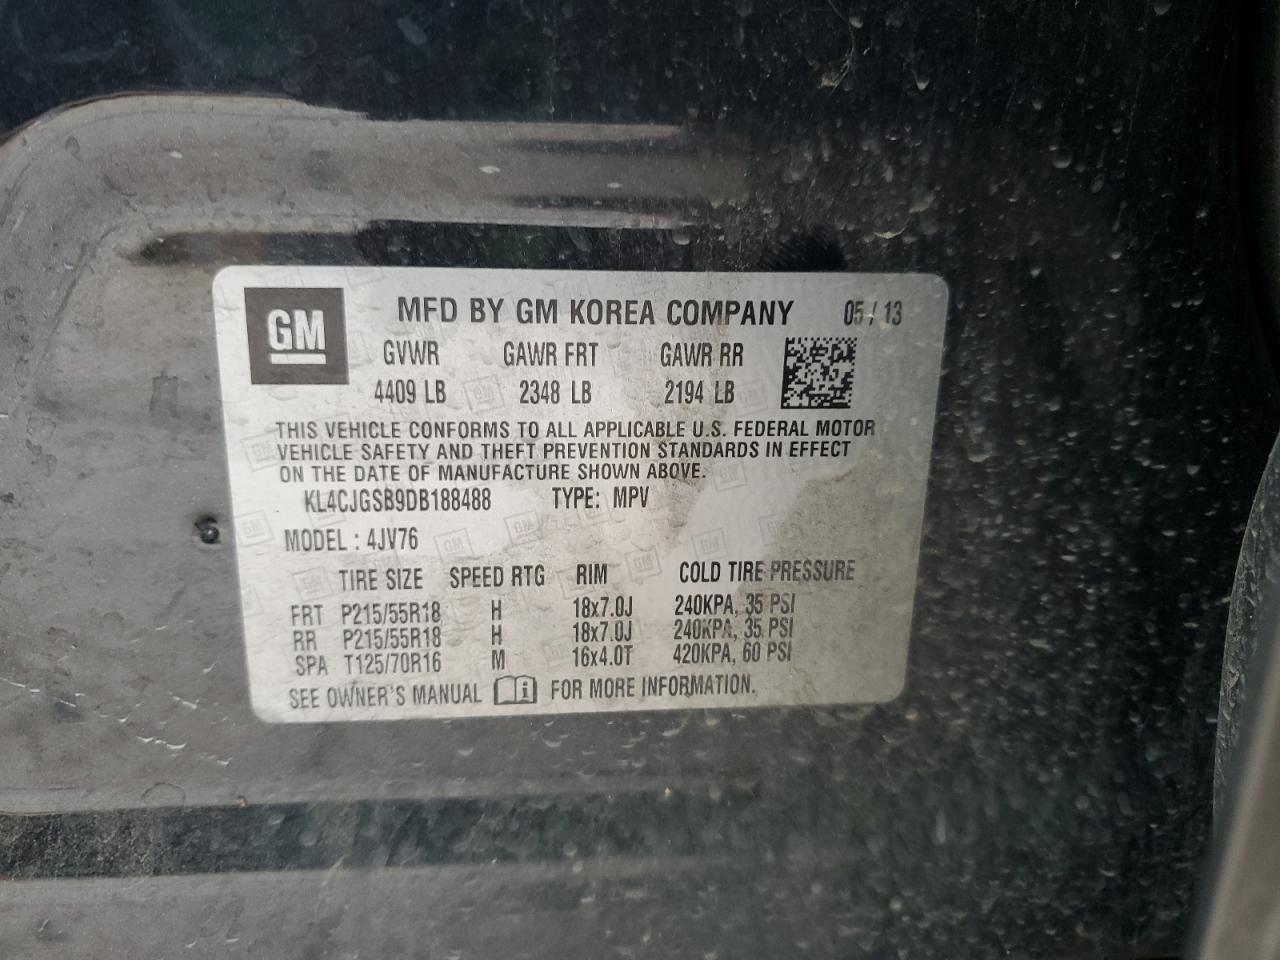 GM
MFD BY GM KOREA COMPANY 05 / 13
GVWR GAWR FRT GAWR RR
4409 LB 2348 LB 2194 LB
THIS VEHICLE CONFORMS TO ALL APPLICABLE U.S. FEDERAL MOTOR
VEHICLE SAFETY AND THEFT PREVENTION STANDARDS IN EFFECT
ON THE DATE OF MANUFACTURE SHOWN ABOVE.
KL4CJGSB9DB188488 TYPE: MPV
MODEL : 4JV76
TIRE SIZE SPEED RTG RIM COLD TIRE PRESSURE
FRT P215/55R18 H 18x7.0J 240KPA, 35 PSI
RR P215/55R18 H 18x7.0J 240KPA, 35 PSI
SPA T125/70R16 M 16x4.0T 420KPA, 60 PSI
SEE OWNER'S MANUAL i FOR MORE INFORMATION.